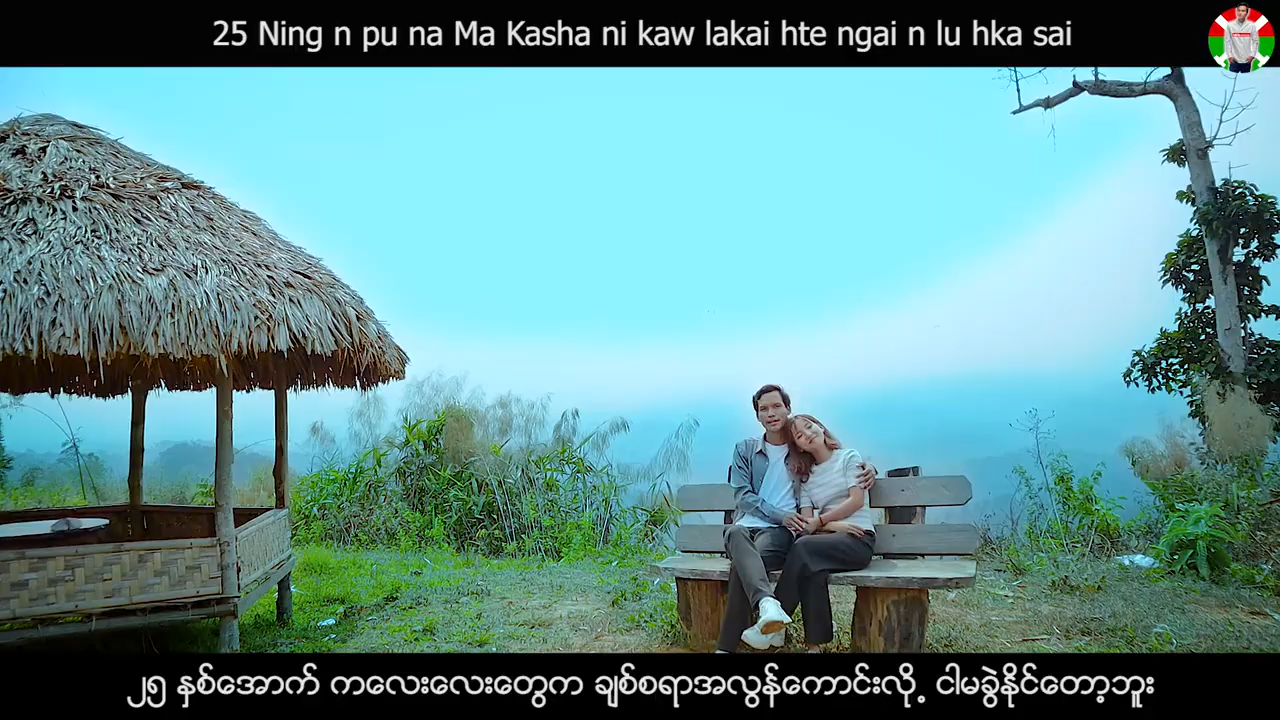 25 Ning n pu na Ma Kasha ni kaw lakai hte ngai n lu hka sai
၂၅ နှစ်အောက် ကလေးလေးတွေက ချစ်စရာအလွန်ကောင်းလို့ ငါမခွဲနိုင်တော့ဘူး